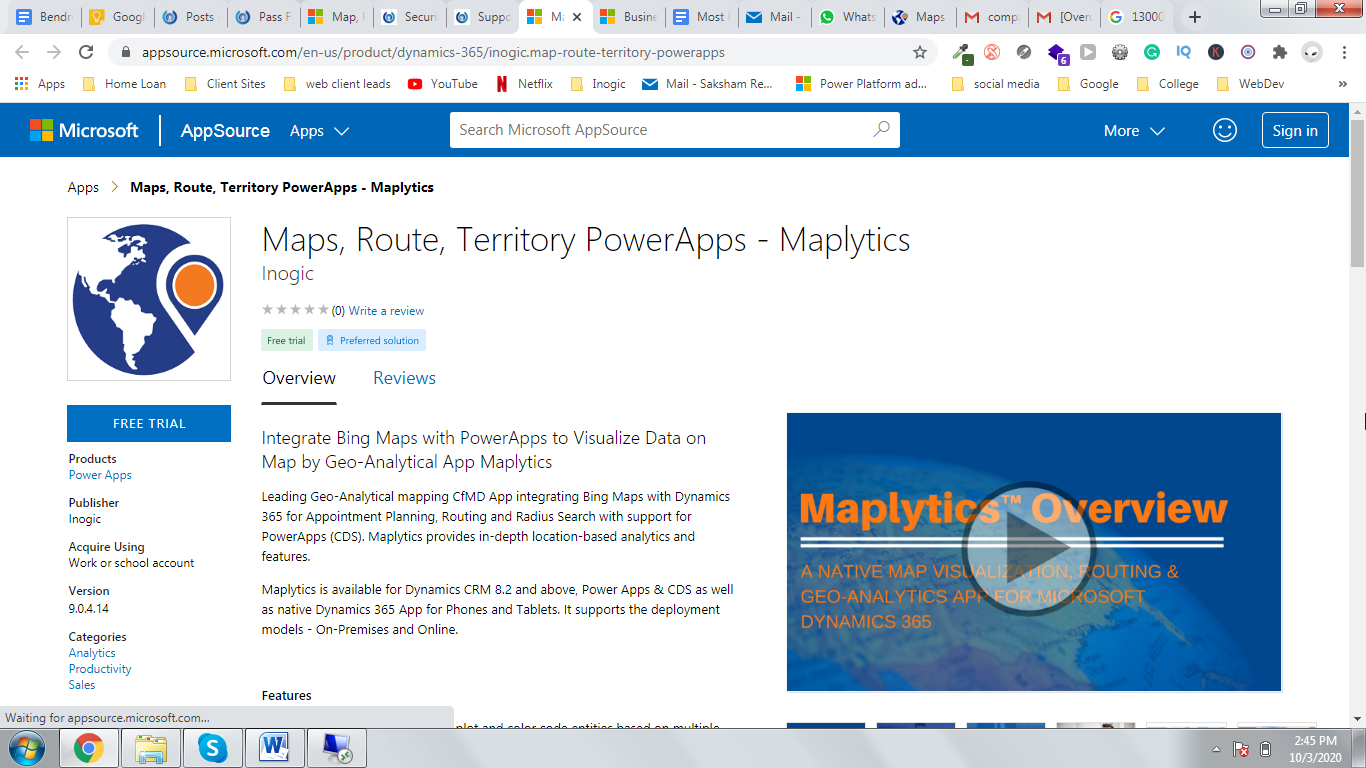 Bendr
Googl
Posts
Pass F
Map, I
Securi
Suppo
Ma
Busine
Most
Mail -
Whats
Maps
comp
[Over
13000
appsource.microsoft.com/en-us/product/dynamics-365/inogic.map-route-territory-powerapps
6
Apps
Home Loan
Client Sites
web client leads
YouTube
Netflix
Inogic
Mail - Saksham Re...
Power Platform ad...
social media
Google
College
WebDev
»
Microsoft
AppSource
Apps
Search Microsoft AppSource
More
Sign in
Apps > Maps, Route, Territory PowerApps - Maplytics
Maps, Route, Territory PowerApps - Maplytics
Inogic
(0) Write a review
Free trial
Preferred solution
Overview
Reviews
FREE TRIAL
Products
Power Apps
Publisher
Inogic
Acquire Using
Work or school account
Version
9.0.4.14
Categories
Analytics
Productivity
Sales
Integrate Bing Maps with PowerApps to Visualize Data on
Map by Geo-Analytical App Maplytics
Leading Geo-Analytical mapping CfMD App integrating Bing Maps with Dynamics
365 for Appointment Planning, Routing and Radius Search with support for
PowerApps (CDS). Maplytics provides in-depth location-based analytics and
features.
Maplytics is available for Dynamics CRM 8.2 and above, Power Apps & CDS as well
as native Dynamics 365 App for Phones and Tablets. It supports the deployment
models - On-Premises and Online.
Features
plot and color code entities based on multiple
Maplytics™ Overview
A NATIVE MAP VISUALIZATION, ROUTING &
GEO-ANALYTICS APP FOR MICROSOFT
DYNAMICS 365
Waiting for appsource.microsoft.com...
2:45 PM
10/3/2020